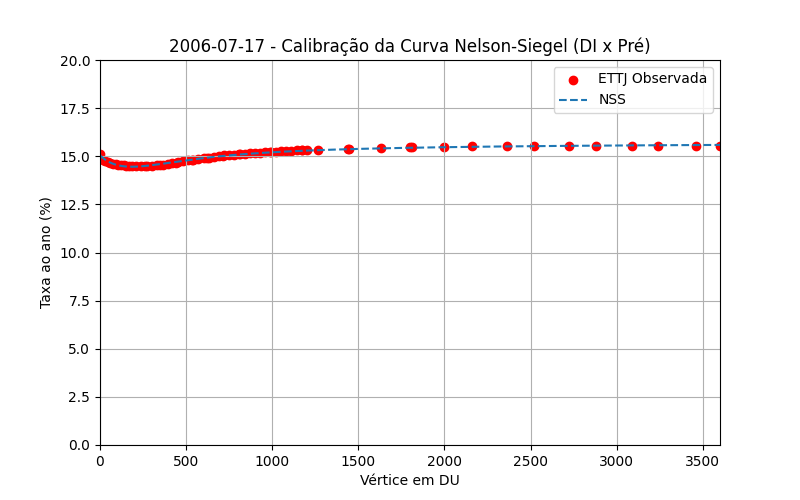 2006-07-17 - Calibração da Curva Nelson-Siegel (DI x Pré)
ETTJ Observada
NSS
Taxa ao ano (%)
20.0
17.5
15.0
12.5
10.0
7.5
5.0
2.5
0.0
0 500 1000 1500 2000 2500 3000 3500
Vértice em DU